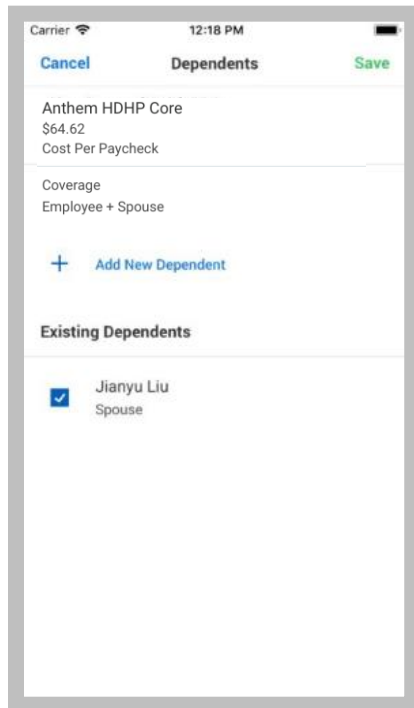 Carrier 12:18 PM
Cancel Dependents Save
Anthem HDHP Core
$64.62
Cost Per Paycheck
Coverage
Employee + Spouse
+ Add New Dependent
Existing Dependents
Jianyu Liu
Spouse